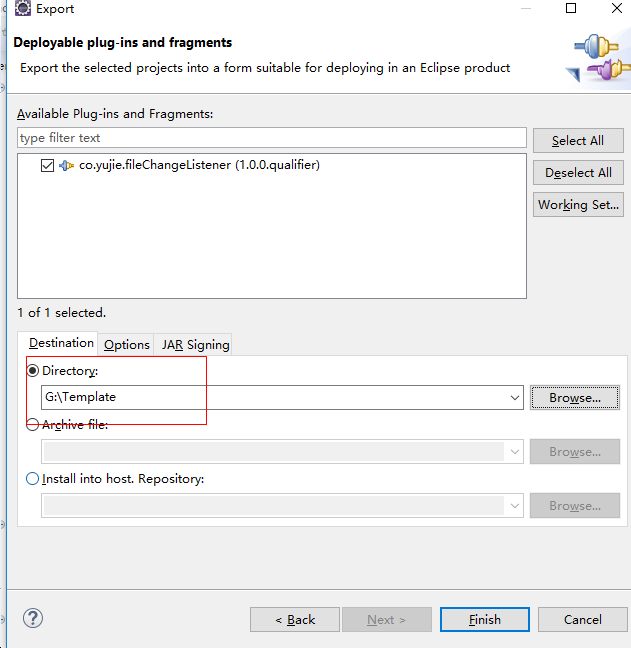 Export
Deployable plug-ins and fragments
Export the selected projects into a form suitable for deploying in an Eclipse product
Available Plug-ins and Fragments:
type filter text
Select All
co.yujie.fileChangeListener (1.0.0.qualifier)
Deselect All
Working Set...
1 of 1 selected.
Destination Options JAR Signing
Directory:
G:\Template Browse...
Archive file:
Browse...
Install into host. Repository:
Browse...
? < Back Next > Finish Cancel